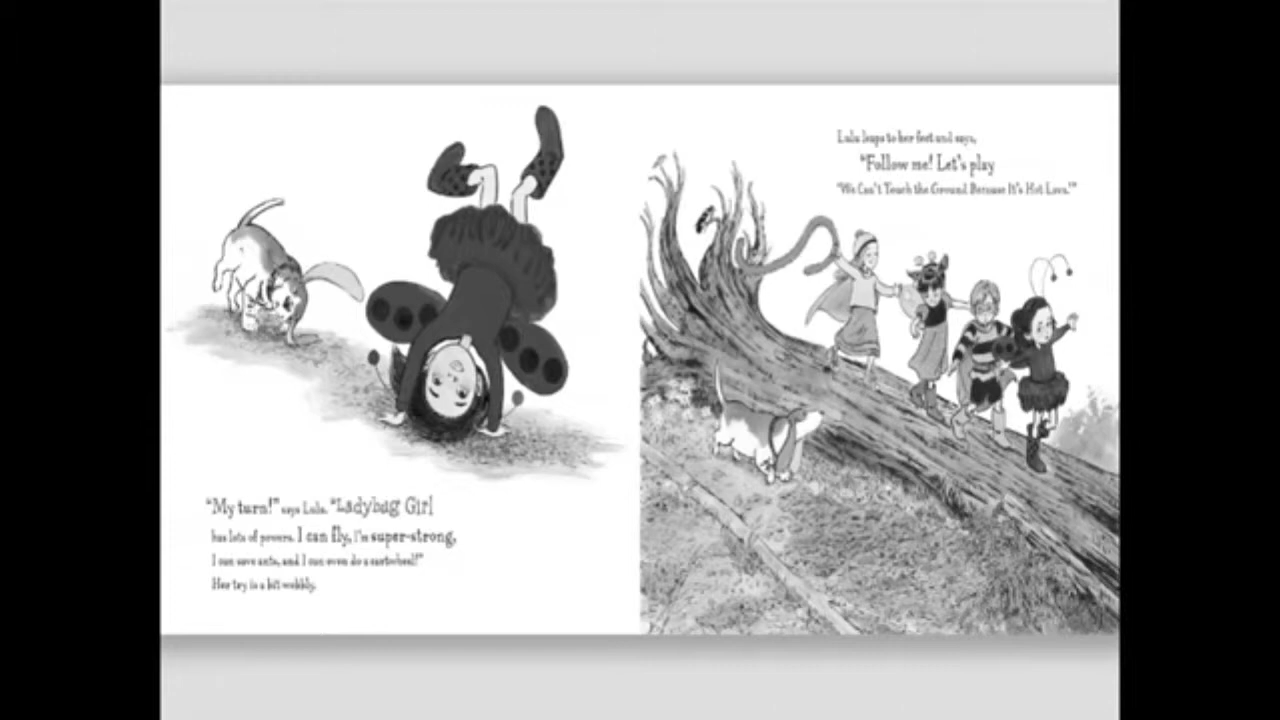 "My turn!" says Lulu. "Ladybug Girl
has lots of powers. I can fly, I'm super-strong,
I can save ants, and I can even do a cartwheel!"
Her try is a bit wobbly.
Lulu leaps to her feet and says,
"Follow me! Let's play
'We Can't Touch the Ground Because It's Hot Lava.'"